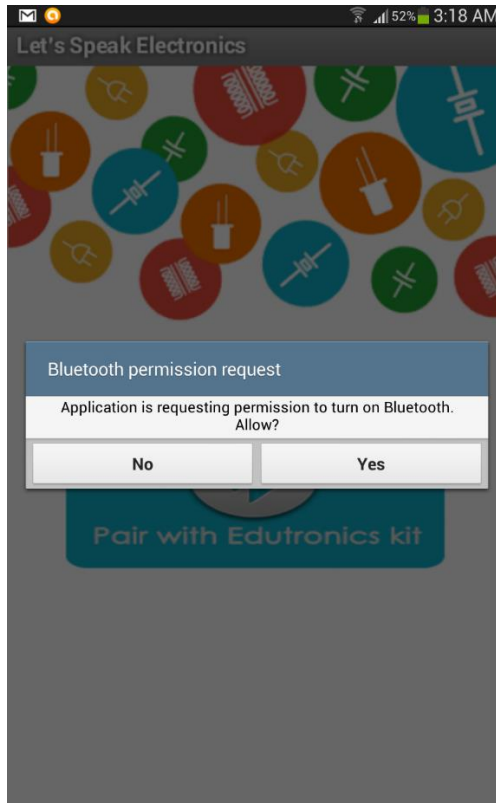 52% 3:18 AM
Let's Speak Electronics
Bluetooth permission request
Application is requesting permission to turn on Bluetooth.
Allow?
No Yes
Pair with Edutronics kit